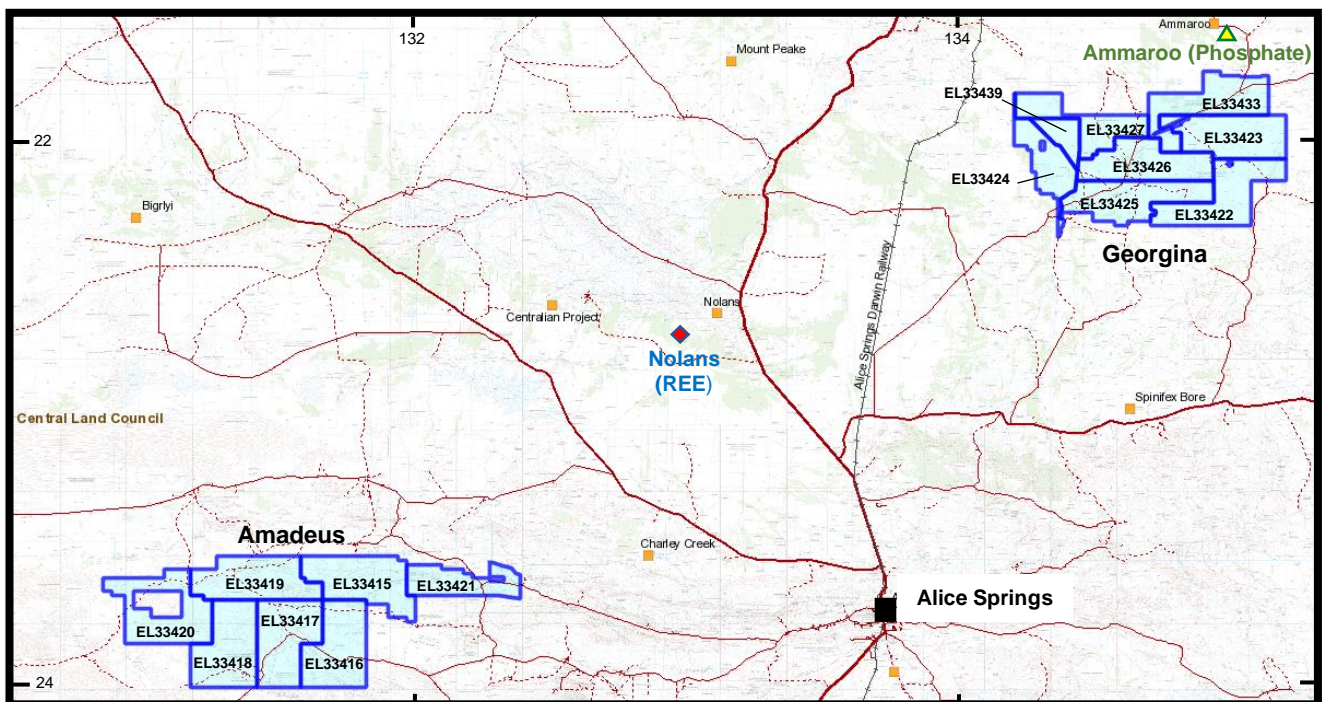 132
134
Ammaroo
Mount Peake
Ammaroo (Phosphate)
EL33439
EL33433
EL33427
EL33423
22
EL33426
EL33424
EL33425
EL33422
Bigrlyi
Georgina
Alice Springs Darwin Railway
Centralian Project
Nolans
Nolans
(REE)
Spinifex Bore
Central Land Council
Amadeus
Charley Creek
EL33419
EL33415
EL33421
Alice Springs
EL33420
EL33417
EL33418
EL33416
24